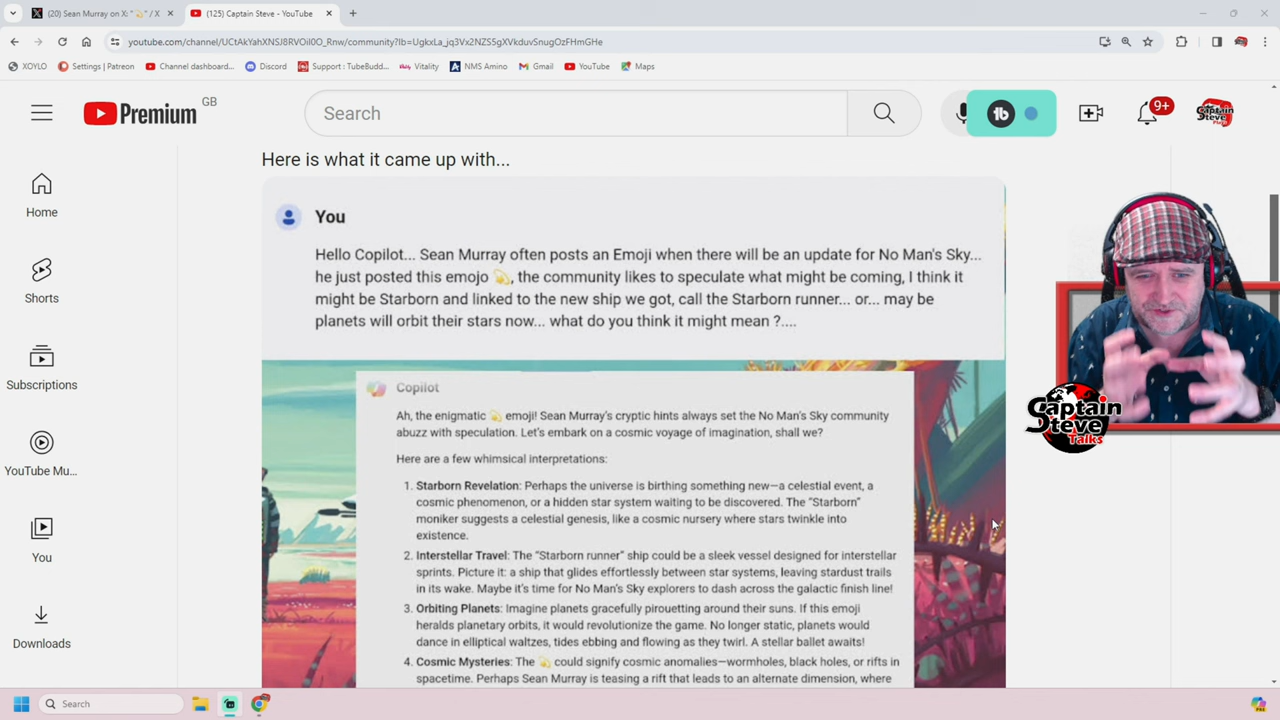 (20) Sean Murray on X: "💫" / X
(125) Captain Steve - YouTube
youtube.com/channel/UCtAkYahXNSJ8RVOil0O_Rnw/community?lb=UgkxLa_jq3Vx2NZS5gXVkduvSnugOzFHmGHe
XOYLO
Settings | Patreon
Channel dashboard...
Discord
Support : TubeBudd...
Vitality
NMS Amino
Gmail
YouTube
Maps
Premium
GB
Search
1b
9+
Captain
Steve
Home
Shorts
Subscriptions
YouTube Mu...
You
Downloads
Here is what it came up with...
You
Hello Copilot... Sean Murray often posts an Emoji when there will be an update for No Man's Sky...
he just posted this emojo 💫, the community likes to speculate what might be coming, I think it
might be Starborn and linked to the new ship we got, call the Starborn runner... or... may be
planets will orbit their stars now... what do you think it might mean ?....
Copilot
Ah, the enigmatic 💫 emoji! Sean Murray's cryptic hints always set the No Man's Sky community
abuzz with speculation. Let's embark on a cosmic voyage of imagination, shall we?
Here are a few whimsical interpretations:
1. Starborn Revelation: Perhaps the universe is birthing something new—a celestial event, a
cosmic phenomenon, or a hidden star system waiting to be discovered. The "Starborn"
moniker suggests a celestial genesis, like a cosmic nursery where stars twinkle into
existence.
2. Interstellar Travel: The "Starborn runner" ship could be a sleek vessel designed for interstellar
sprints. Picture it: a ship that glides effortlessly between star systems, leaving stardust trails
in its wake. Maybe it's time for No Man's Sky explorers to dash across the galactic finish line!
3. Orbiting Planets: Imagine planets gracefully pirouetting around their suns. If this emoji
heralds planetary orbits, it would revolutionize the game. No longer static, planets would
dance in elliptical waltzes, tides ebbing and flowing as they twirl. A stellar ballet awaits!
4. Cosmic Mysteries: The 💫 could signify cosmic anomalies—wormholes, black holes, or rifts in
spacetime. Perhaps Sean Murray is teasing a rift that leads to an alternate dimension, where
Captain
Steve
Talks
Search